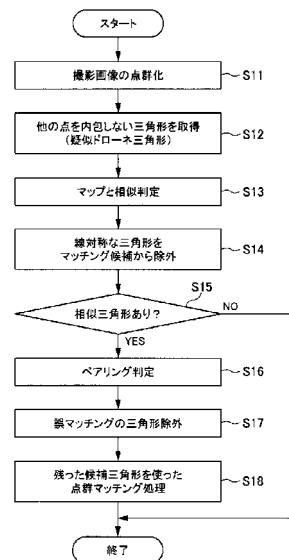 スタート
撮影画像の点群化
S11
他の点を内包しない三角形を取得
(疑似ドローネ三角形)
S12
マップと相似判定
S13
線対称な三角形を
マッチング候補から除外
S14
S15
相似三角形あり?
NO
YES
ペアリング判定
S16
誤マッチングの三角形除外
S17
残った候補三角形を使った
点群マッチング処理
S18
終了